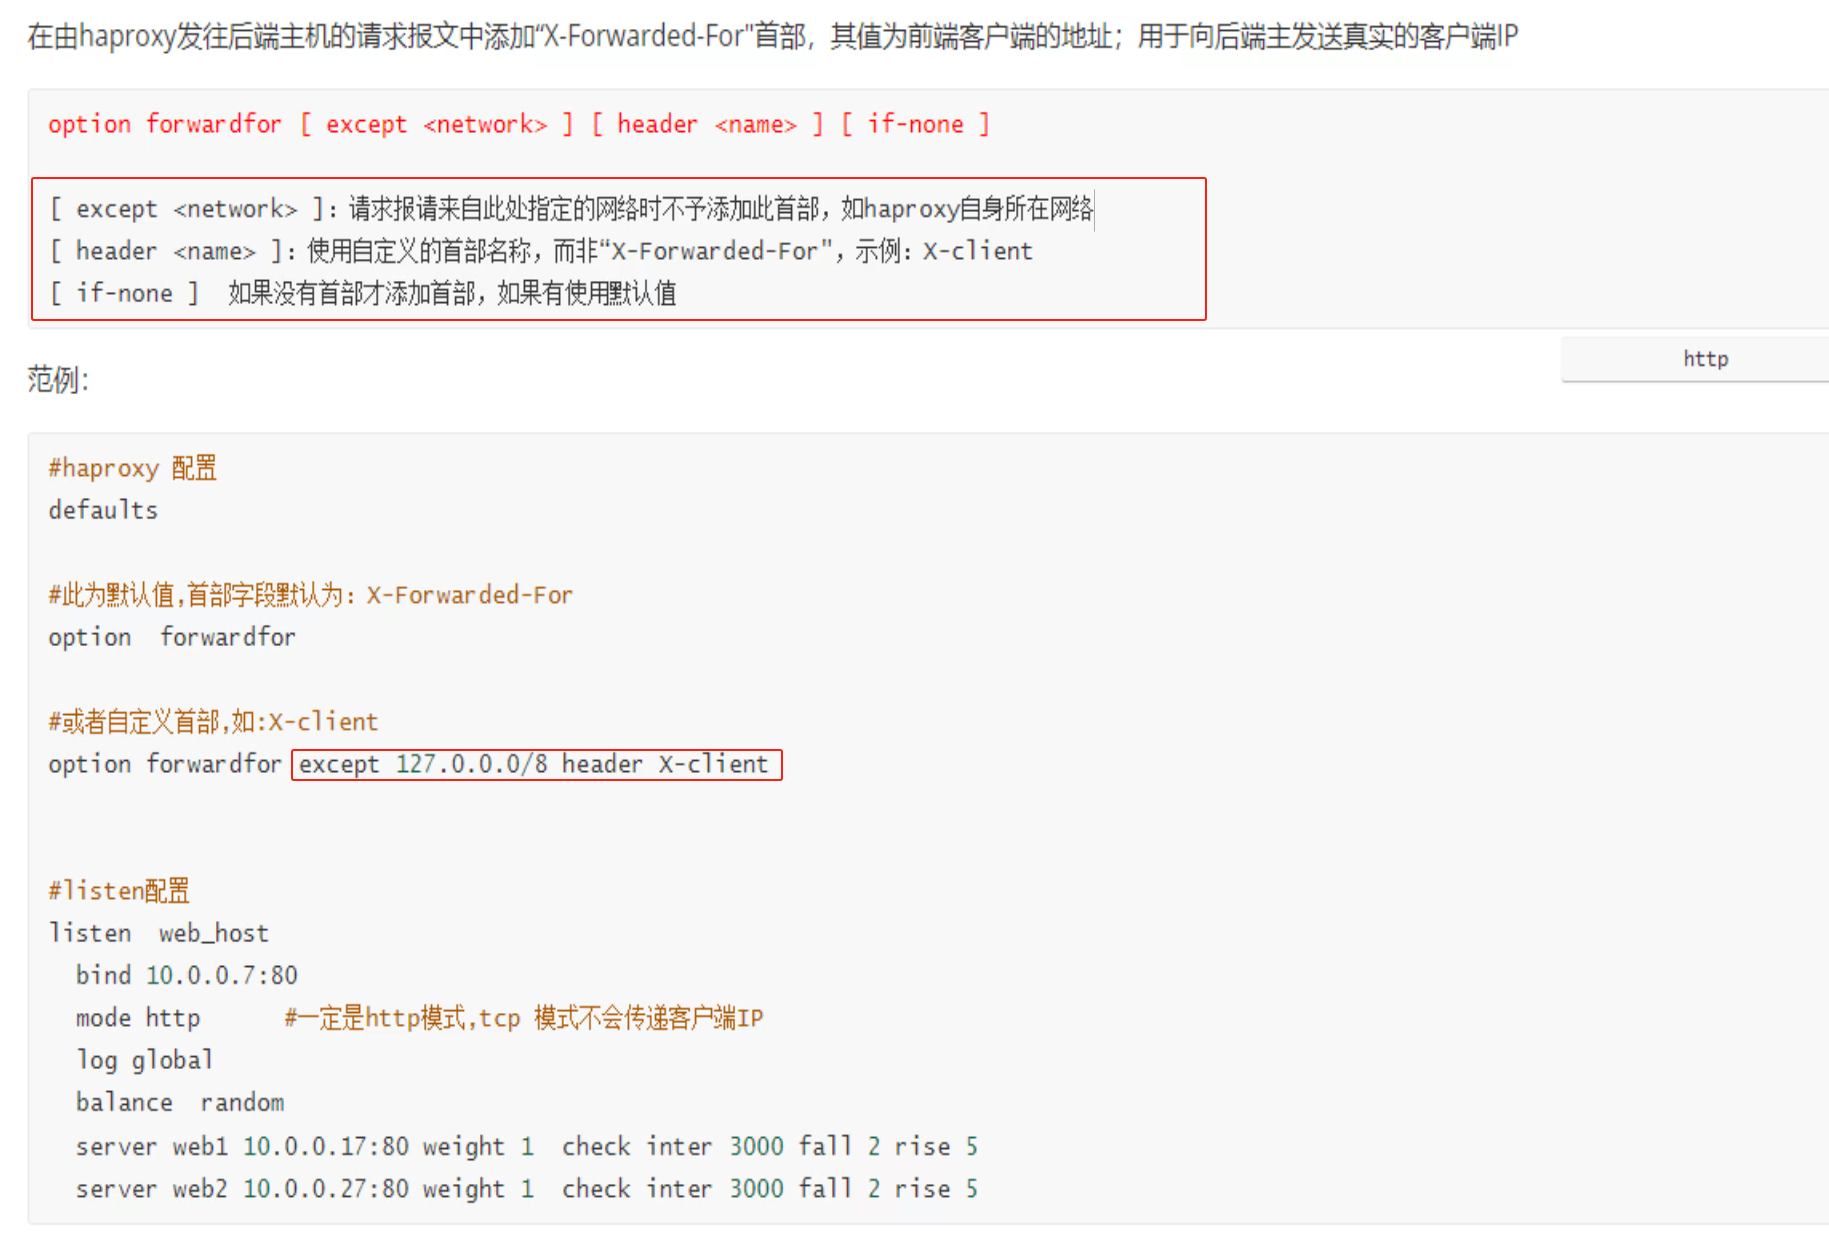 在由haproxy发往后端主机的请求报文中添加“X-Forwarded-For"首部，其值为前端客户端的地址；用于向后端主发送真实的客户端IP
option forwardfor [ except <network> ] [ header <name> ] [ if-none ]
[ except <network> ]：请求报请来自此处指定的网络时不予添加此首部，如haproxy自身所在网络
[ header <name> ]：使用自定义的首部名称，而非“X-Forwarded-For"，示例：X-client
[ if-none ]  如果没有首部才添加首部，如果有使用默认值
http
范例：
#haproxy 配置
defaults
#此为默认值,首部字段默认为：X-Forwarded-For
option  forwardfor
#或者自定义首部,如:X-client
option forwardfor except 127.0.0.0/8 header X-client
#listen配置
listen  web_host
bind 10.0.0.7:80
mode http      #一定是http模式,tcp 模式不会传递客户端IP
log global
balance  random
server web1 10.0.0.17:80 weight 1  check inter 3000 fall 2 rise 5
server web2 10.0.0.27:80 weight 1  check inter 3000 fall 2 rise 5